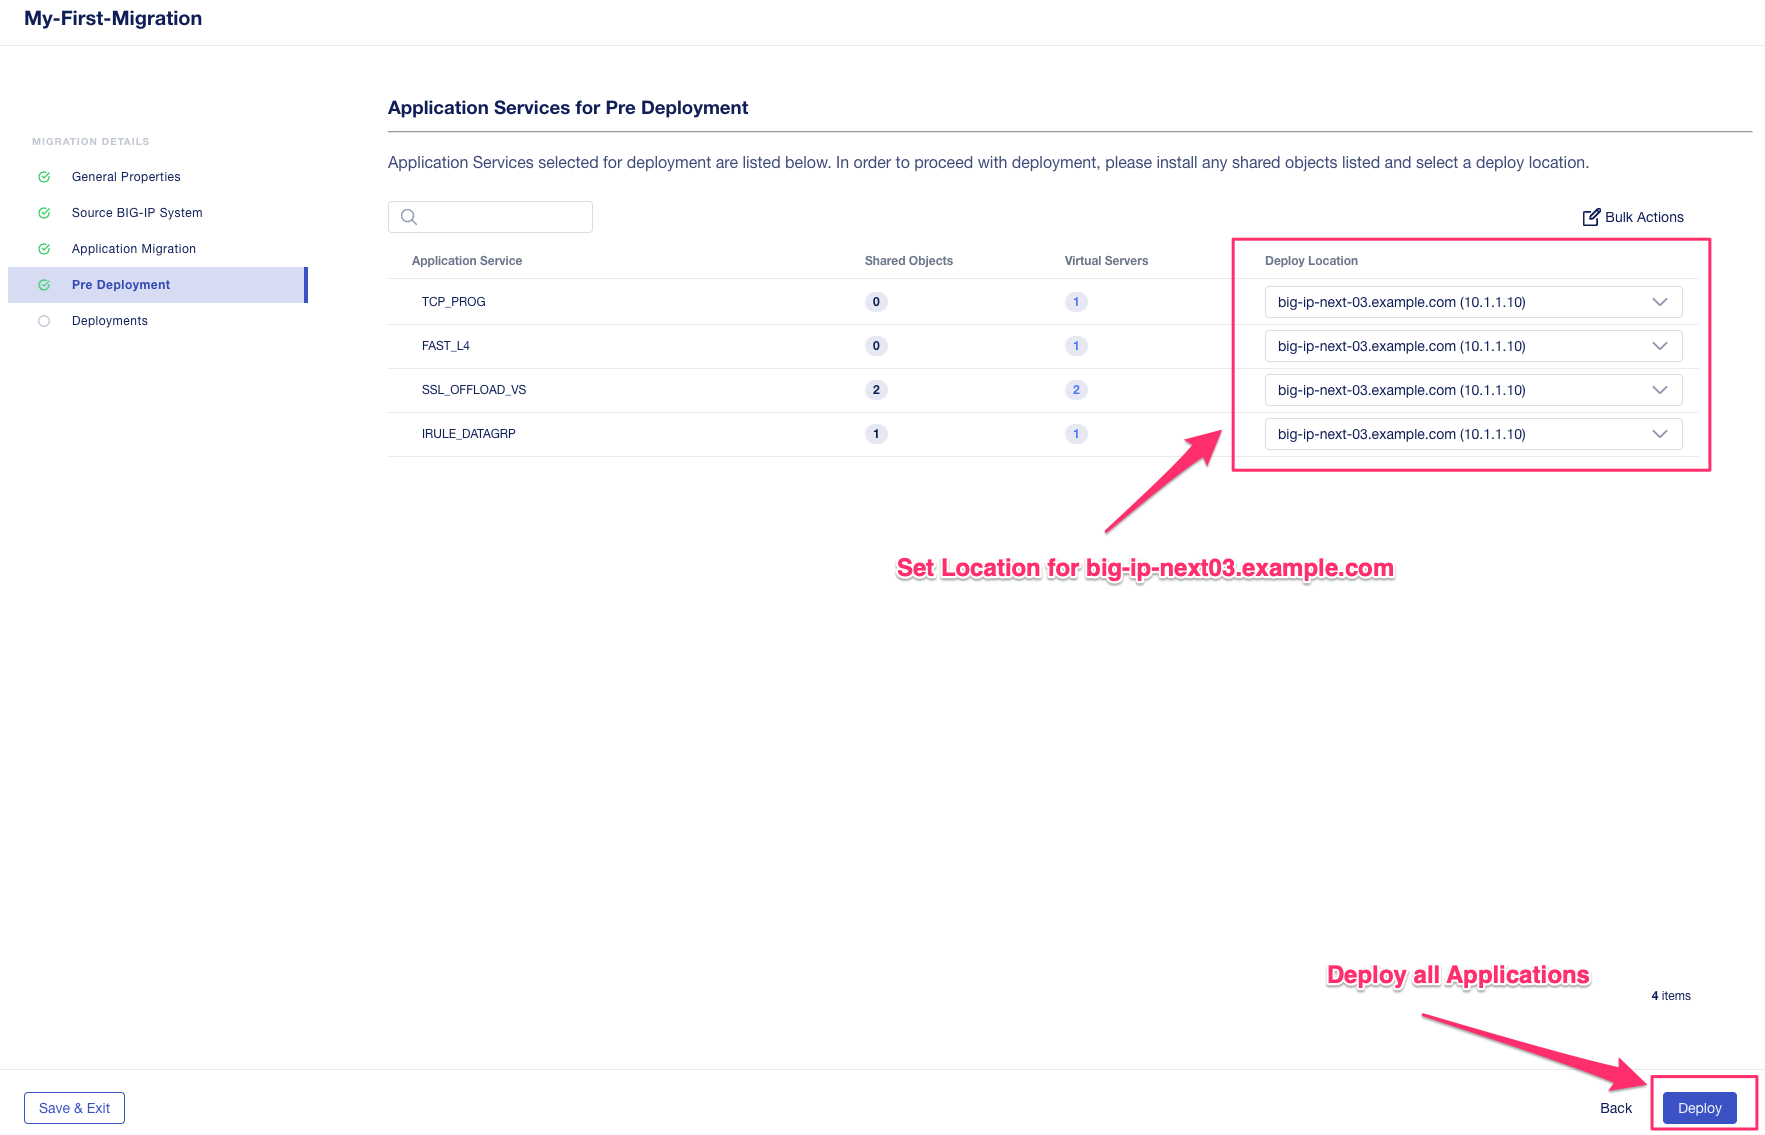 My-First-Migration
MIGRATION DETAILS
General Properties
Source BIG-IP System
Application Migration
Pre Deployment
Deployments
Application Services for Pre Deployment
Application Services selected for deployment are listed below. In order to proceed with deployment, please install any shared objects listed and select a deploy location.
Bulk Actions
Application Service Shared Objects Virtual Servers Deploy Location
TCP_PROG 0 1 big-ip-next-03.example.com (10.1.1.10)
FAST_L4 0 1 big-ip-next-03.example.com (10.1.1.10)
SSL_OFFLOAD_VS 2 2 big-ip-next-03.example.com (10.1.1.10)
IRULE_DATAGRP 1 1 big-ip-next-03.example.com (10.1.1.10)
Set Location for big-ip-next03.example.com
Deploy all Applications
4 items
Save & Exit
Back
Deploy